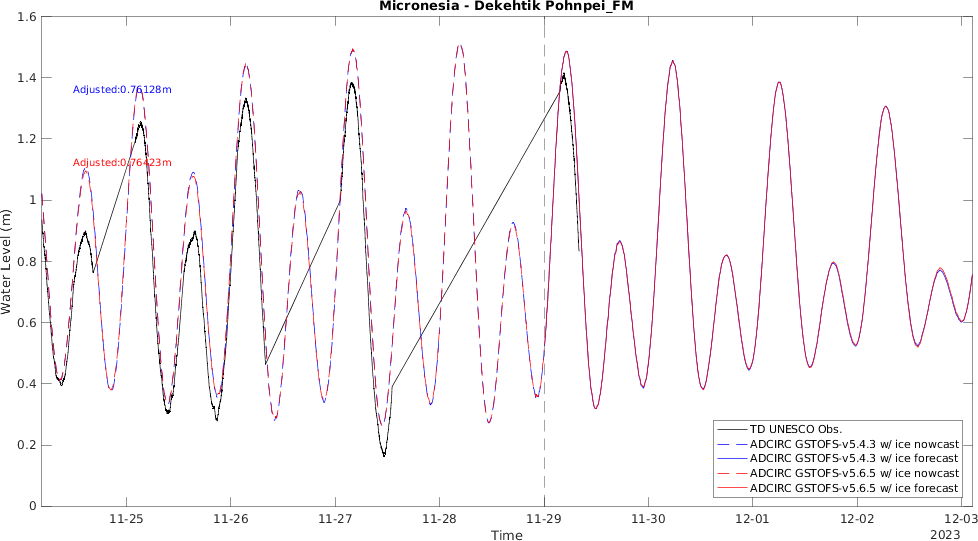 Micronesia - Dekehtik Pohnpei_FM
1.6
1.4
1.2
1
0.8
0.6
0.4
0.2
0
Water Level (m)
Adjusted:0.76128m
Adjusted:0.76423m
TD UNESCO Obs.
ADCIRC GSTOFS-v5.4.3 w/ ice nowcast
ADCIRC GSTOFS-v5.4.3 w/ ice forecast
ADCIRC GSTOFS-v5.6.5 w/ ice nowcast
ADCIRC GSTOFS-v5.6.5 w/ ice forecast
11-25 11-26 11-27 11-28 11-29 11-30 12-01 12-02 12-03
Time
2023